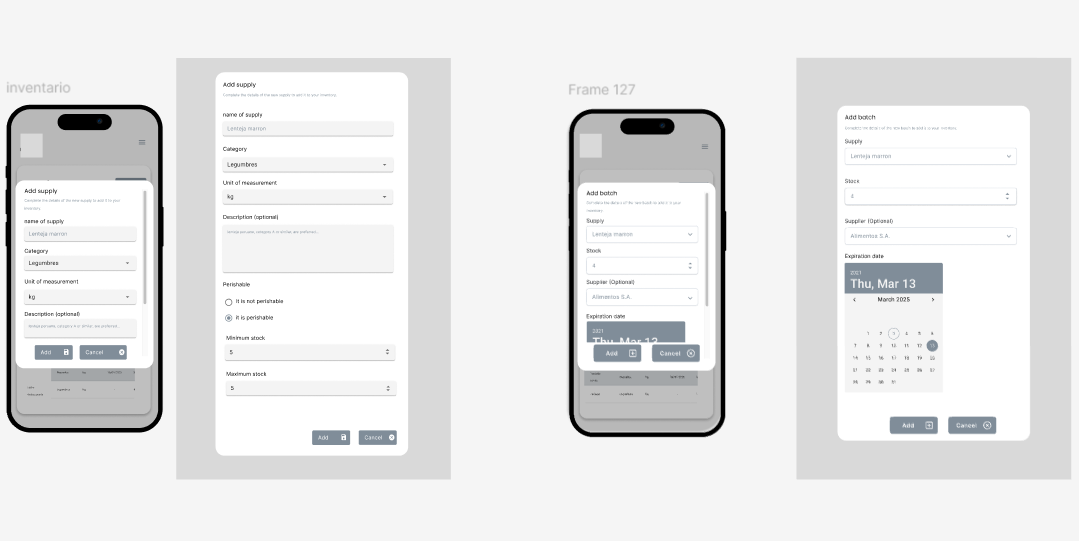 inventario
Add supply
Complete the details of the new supply to add it to your
inventory.
name of supply
Lenteja marron
Category
Legumbres
Unit of measurement
kg
Description (optional)
Add
Cancel
Add supply
Complete the details of the new supply to add it to your inventory.
name of supply
Lenteja marron
Category
Legumbres
Unit of measurement
kg
Description (optional)
Perishable
it is not perishable
it is perishable
Minimum stock
5
Maximum stock
5
Add
Cancel
Frame 127
Add batch
Supply
Lenteja marron
Stock
4
Supplier (Optional)
Alimentos S.A.
Expiration date
2021
Thu, Mar 13
Add
Cancel
Add batch
Supply
Lenteja marron
Stock
Supplier (Optional)
Alimentos S.A.
Expiration date
2021
Thu, Mar 13
March 2025
1 2 3 4 5 6
7 8 9 10 11 12 13
14 15 16 17 18 19 20
21 22 23 24 25 26 27
28 29 30 31
Add
Cancel